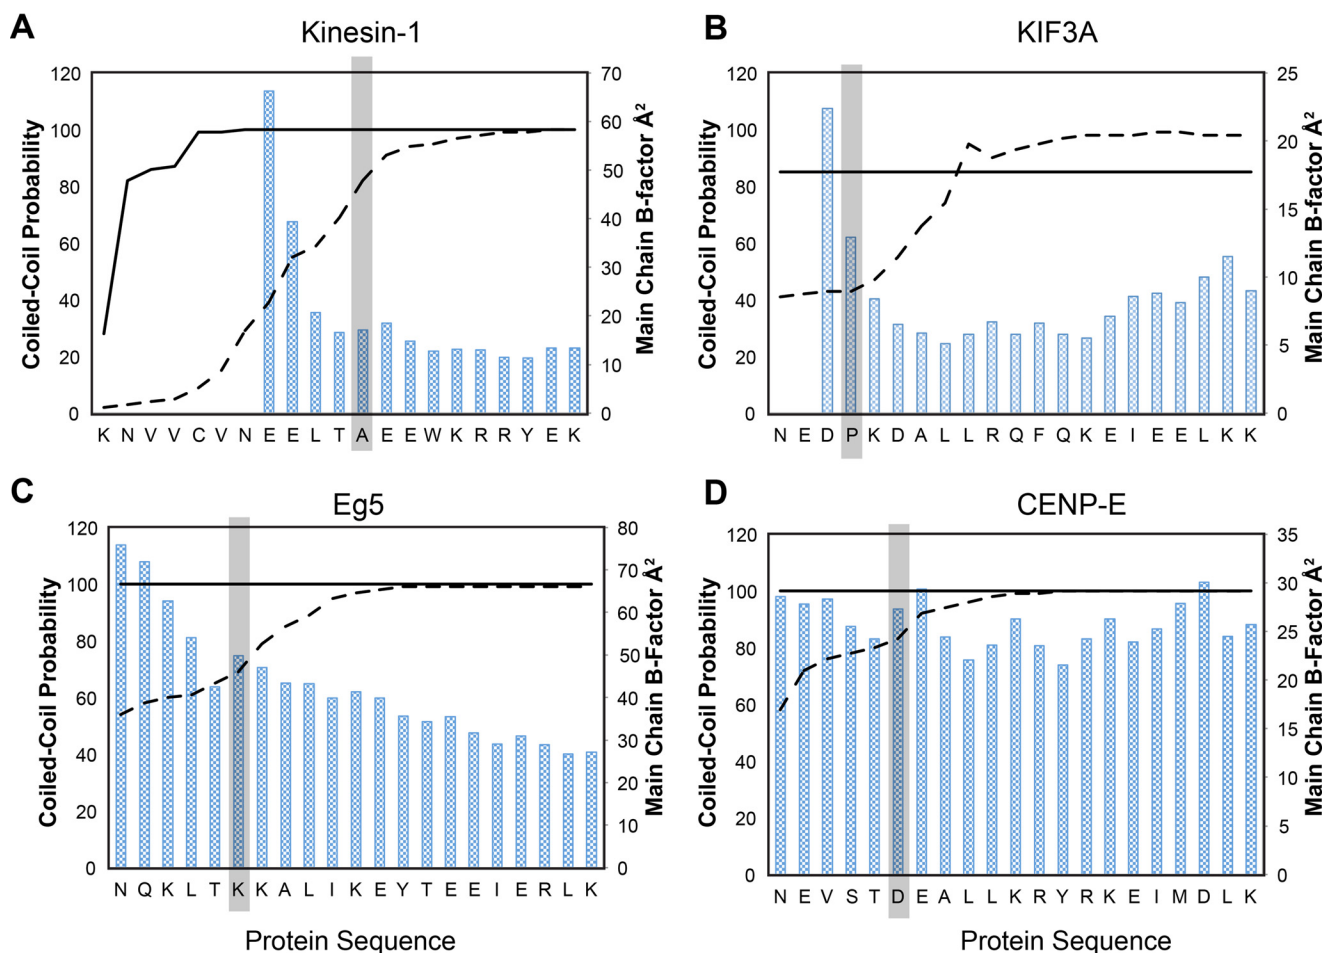 A
Kinesin-1
Coiled-Coil Probability
120
100
80
60
40
20
0
70
60
50
40
30
20
10
0
Main Chain B-factor Å²
K N V V C V N E E L T A E E W K R R Y E K
B
KIF3A
Coiled-Coil Probability
120
100
80
60
40
20
0
25
20
15
10
5
0
Main Chain B-factor Å²
N E D P K D A L L R Q F Q K E I E E L K K
C
Eg5
Coiled-Coil Probability
120
100
80
60
40
20
0
80
70
60
50
40
30
20
10
0
Main Chain B-Factor Å²
N Q K L T K K A L I K E Y T E E I E R L K
Protein Sequence
D
CENP-E
Coiled-Coil Probability
120
100
80
60
40
20
0
35
30
25
20
15
10
5
0
Main Chain B-Factor Å²
N E V S T D E A L L K R Y R K E I M D L K
Protein Sequence